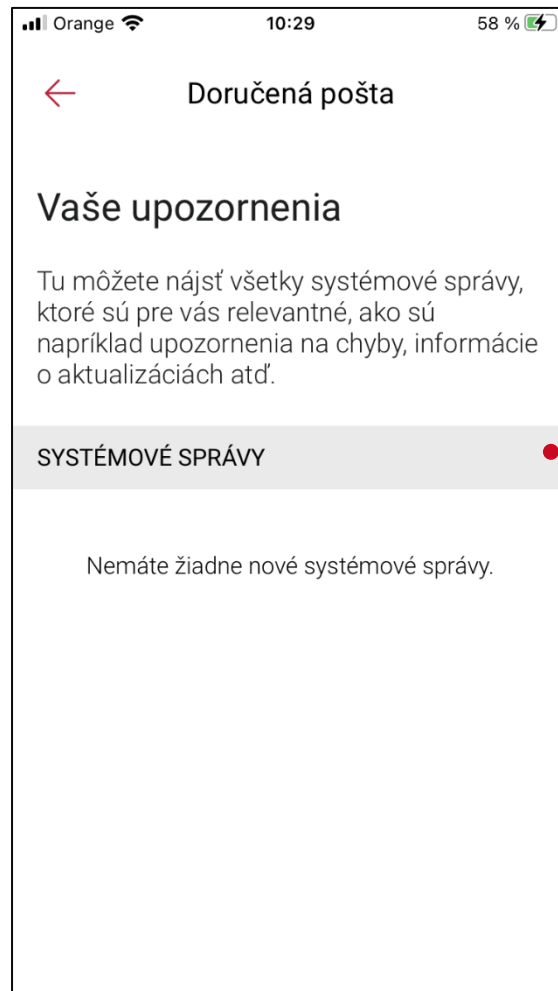 Orange 10:29 58 %
Doručená pošta
Vaše upozornenia
Tu môžete nájsť všetky systémové správy,
ktoré sú pre vás relevantné, ako sú
napríklad upozornenia na chyby, informácie
o aktualizáciách atď.
SYSTÉMOVÉ SPRÁVY
Nemáte žiadne nové systémové správy.